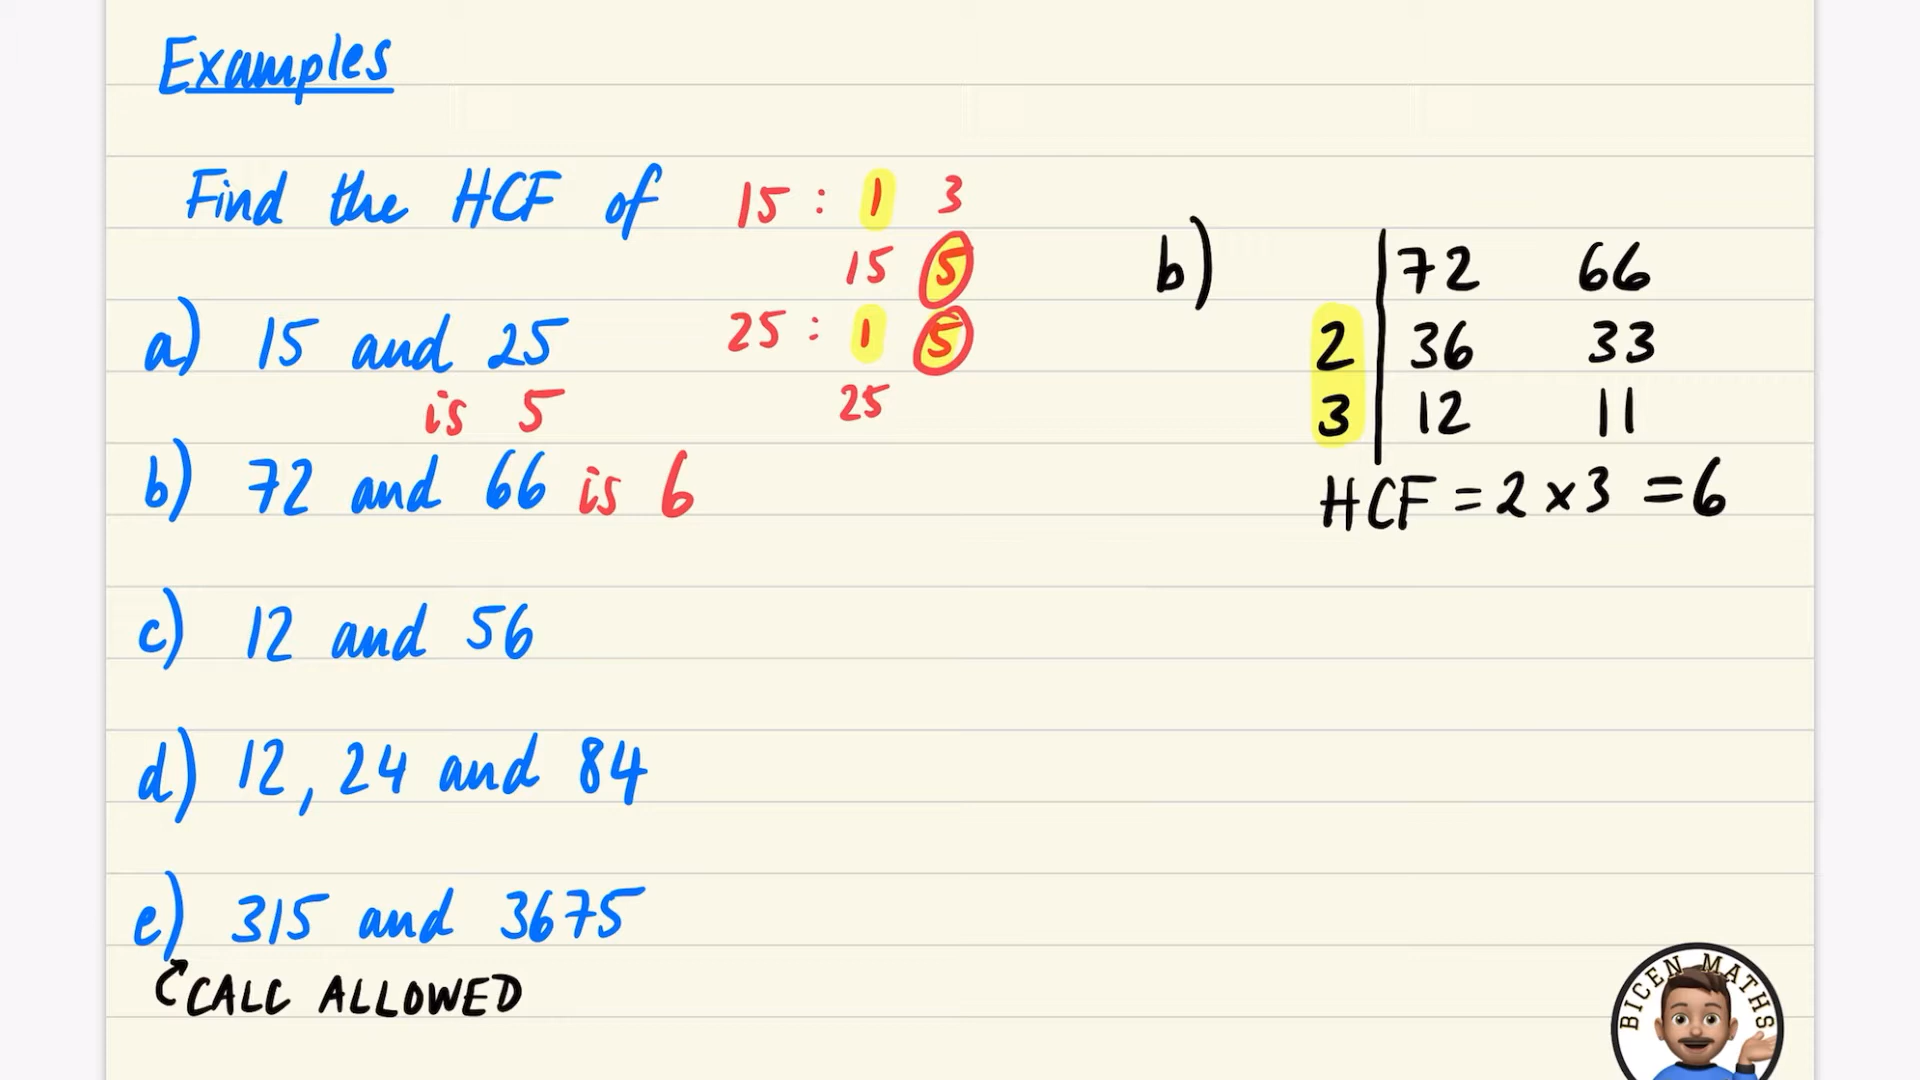 Examples
Find the HCF of
15 : 1 3
15 5
a) 15 and 25
25 : 1 5
is 5
25
b) 72 and 66 is 6
c) 12 and 56
d) 12, 24 and 84
e) 315 and 3675
CALC ALLOWED
b)
72 66
2 36 33
3 12 11
HCF = 2 × 3 = 6
BICEN MATHS